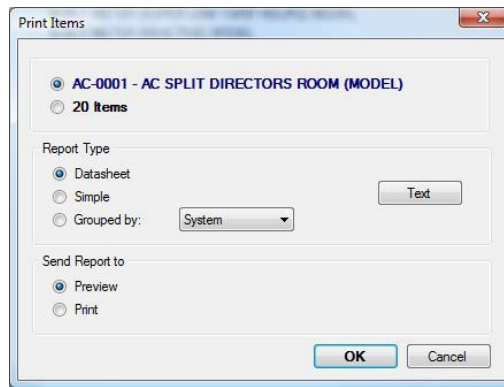 Print Items
AC-0001 - AC SPLIT DIRECTORS ROOM (MODEL)
20 Items
Report Type
Datasheet
Simple
Text
Grouped by:
System
Send Report to
Preview
Print
OK
Cancel